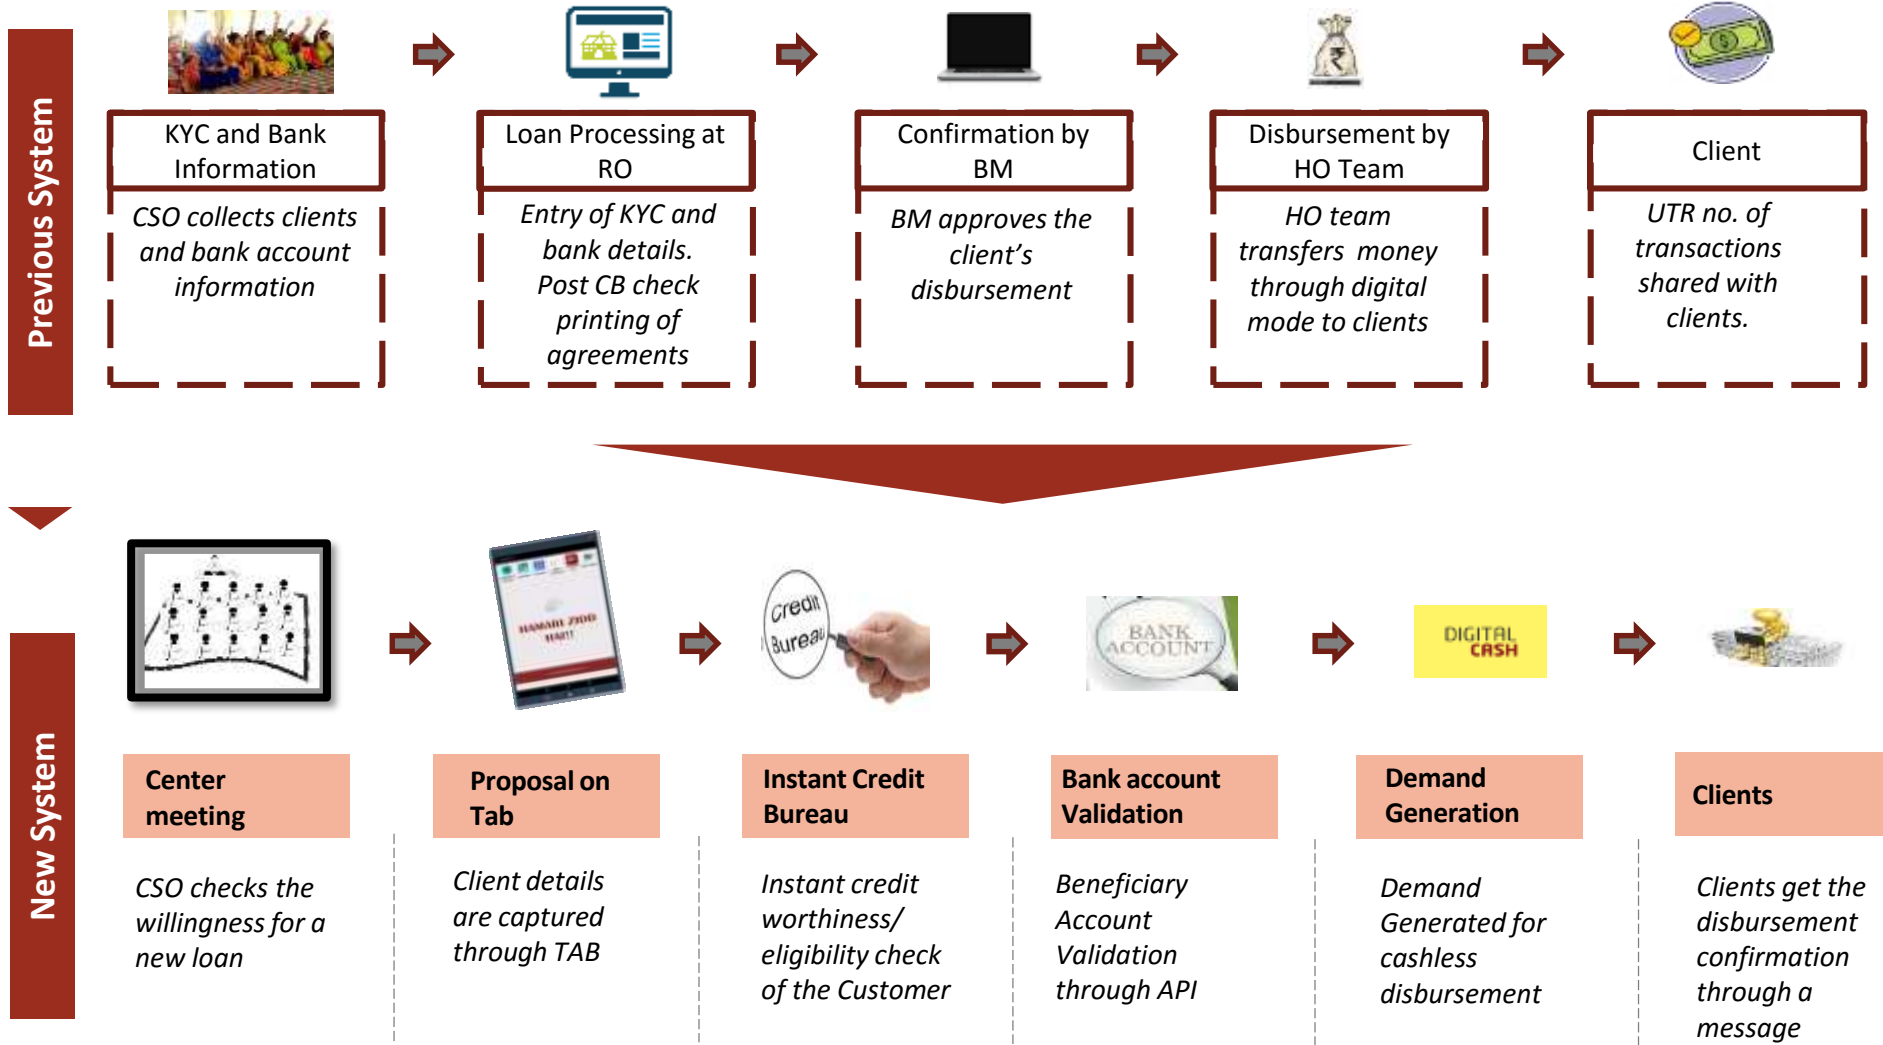 Previous System
KYC and Bank
Information
CSO collects clients
and bank account
information
Loan Processing at
RO
Entry of KYC and
bank details.
Post CB check
printing of
agreements
Confirmation by
BM
BM approves the
client's
disbursement
Disbursement by
HO Team
HO team
transfers money
through digital
mode to clients
Client
UTR no. of
transactions
shared with
clients.
New System
HAMARI ZIDD
HAI!!
Credit
Bureau
BANK
ACCOUNT
DIGITAL
CASH
Center
meeting
CSO checks the
willingness for a
new loan
Proposal on
Tab
Client details
are captured
through TAB
Instant Credit
Bureau
Instant credit
worthiness/
eligibility check
of the Customer
Bank account
Validation
Beneficiary
Account
Validation
through API
Demand
Generation
Demand
Generated for
cashless
disbursement
Clients
Clients get the
disbursement
confirmation
through a
message